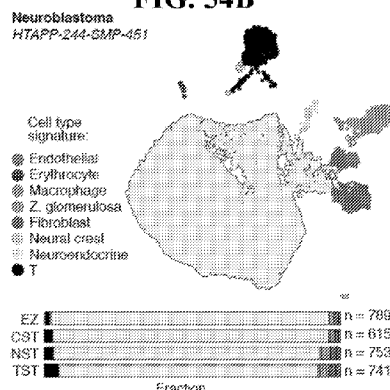 FIG. 54B
Neuroblastoma
HTAPP-244-SMP-451
Cell type
signature:
Endothelial
Erythrocyte
Macrophage
Z. glomerulosa
Fibroblast
Neural crest
Neuroendocrine
T
EZ n = 789
CST n = 615
NST n = 753
TST n = 741
Fraction